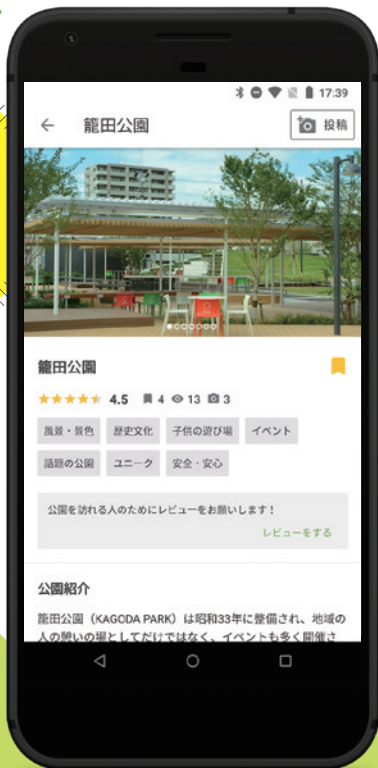 17:39
籠田公園
投稿
籠田公園
4.5 4 13 3
風景・景色 歴史文化 子供の遊び場 イベント
話題の公園 ユニーク 安全・安心
公園を訪れる人のためにレビューをお願いします！
レビューをする
公園紹介
籠田公園（KAGODA PARK）は昭和33年に整備され、地域の
人の憩いの場としてだけではなく、イベントも多く開催さ